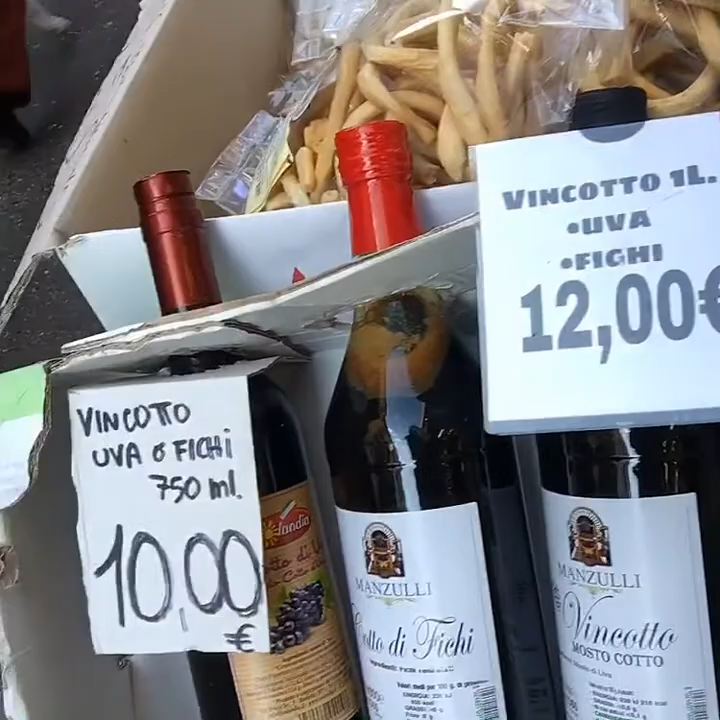 VINCOTTO 1L.
•UVA
•FIGHI
12,00€
VINCOTTO
UVA o FICHI
750 ml.
10,00
€
MANZULLI
Cotto di Fichi
MANZULLI
Vincotto
MOSTO COTTO